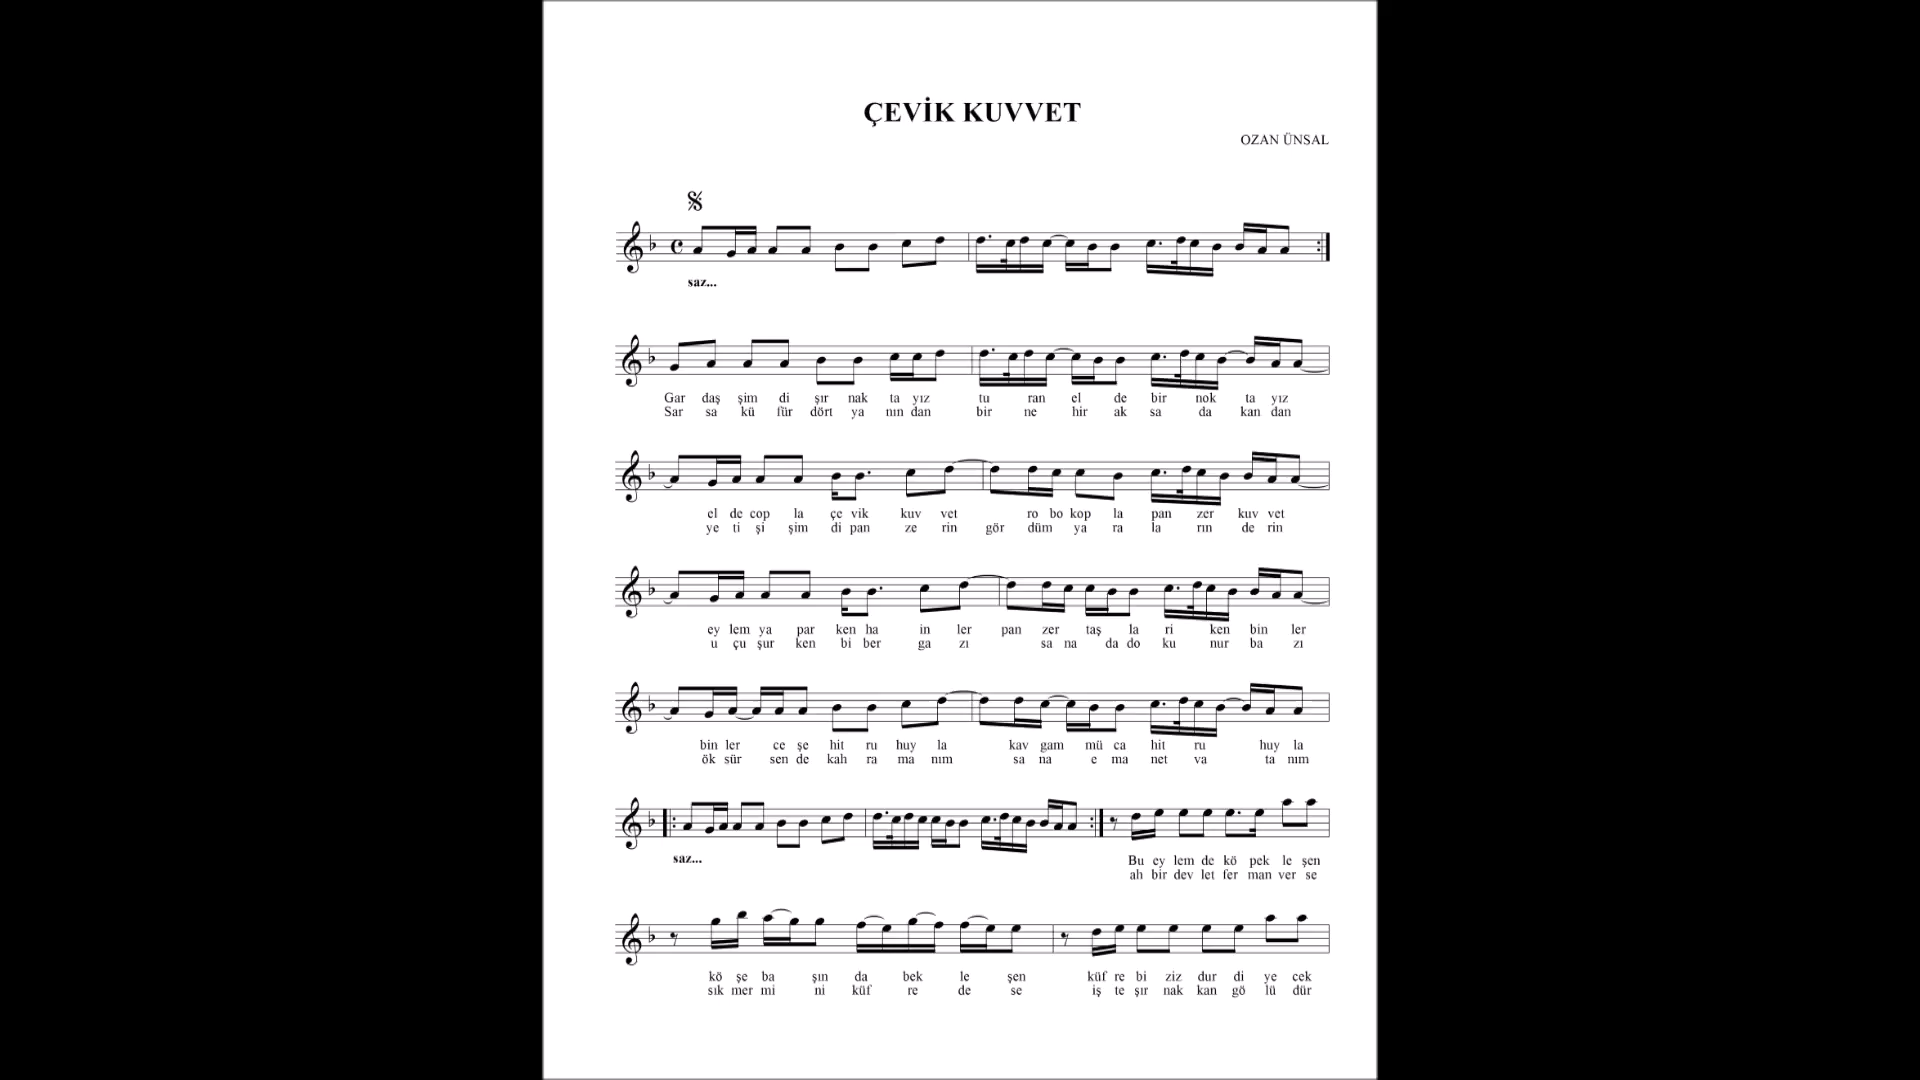 ÇEVİK KUVVET
OZAN ÜNSAL
saz...
Gar daş şim di şır nak ta yız tu ran el de bir nok ta yız
Sar sa kü für dört ya nın dan bir ne hir ak sa da kan dan
el de cop la çe vik kuv vet ro bo kop la pan zer kuv vet
ye ti şi şim di pan ze rin gör düm ya ra la rın de rin
ey lem ya par ken ha in ler pan zer taş la ri ken bin ler
u çu şur ken bi ber ga zı sa na da do ku nur ba zı
bin ler ce şe hit ru huy la kav gam mü ca hit ru huy la
ök sür sen de kah ra ma nım sa na e ma net va ta nım
saz...
Bu ey lem de kö pek le şen
ah bir dev let fer man ver se
kö şe ba şın da bek le şen küf re bi ziz dur di ye cek
sık mer mi ni küf re de se iş te şır nak kan gö lü dür